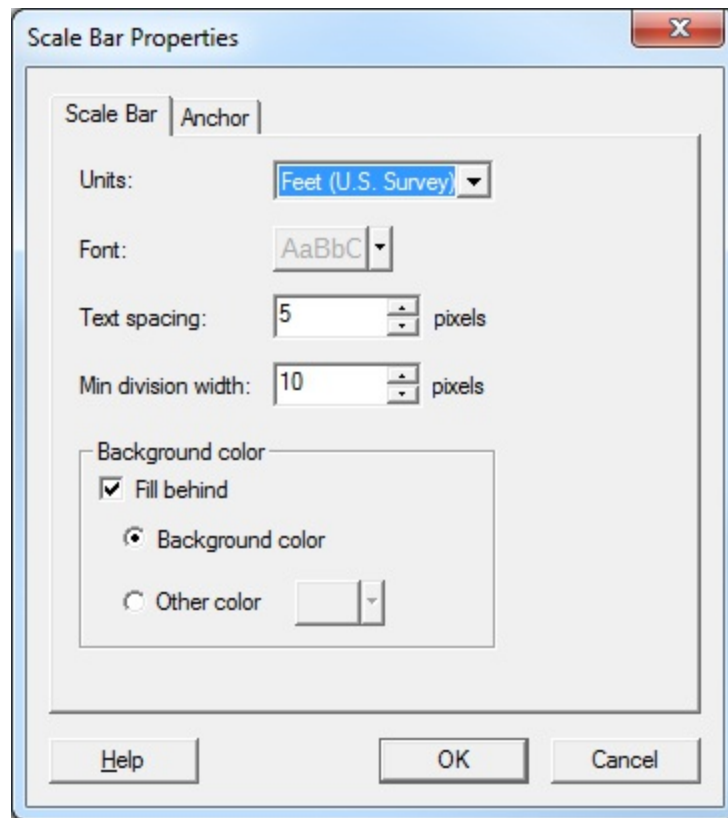 Scale Bar Properties
Scale Bar Anchor
Units: Feet (U.S. Survey)
Font: AaBbC
Text spacing: 5 pixels
Min division width: 10 pixels
Background color
Fill behind
Background color
Other color
Help OK Cancel